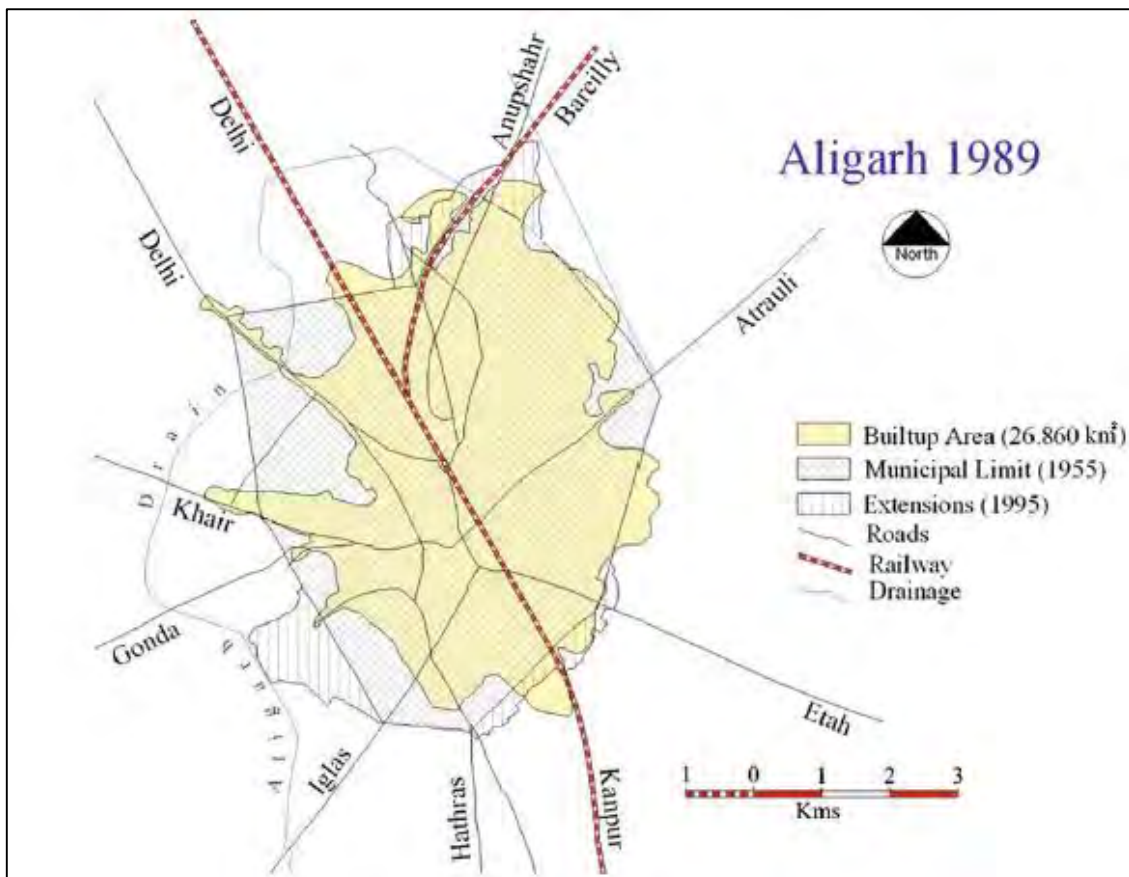 Aligarh 1989
North
Delhi
Anupshahr
Bareilly
Delhi
Atrauli
Drain
Khair
Gonda
Aligarh
Iglas
Hathras
Kanpur
Etah
Builtup Area (26.860 km²)
Municipal Limit (1955)
Extensions (1995)
Roads
Railway
Drainage
1 0 1 2 3
Kms